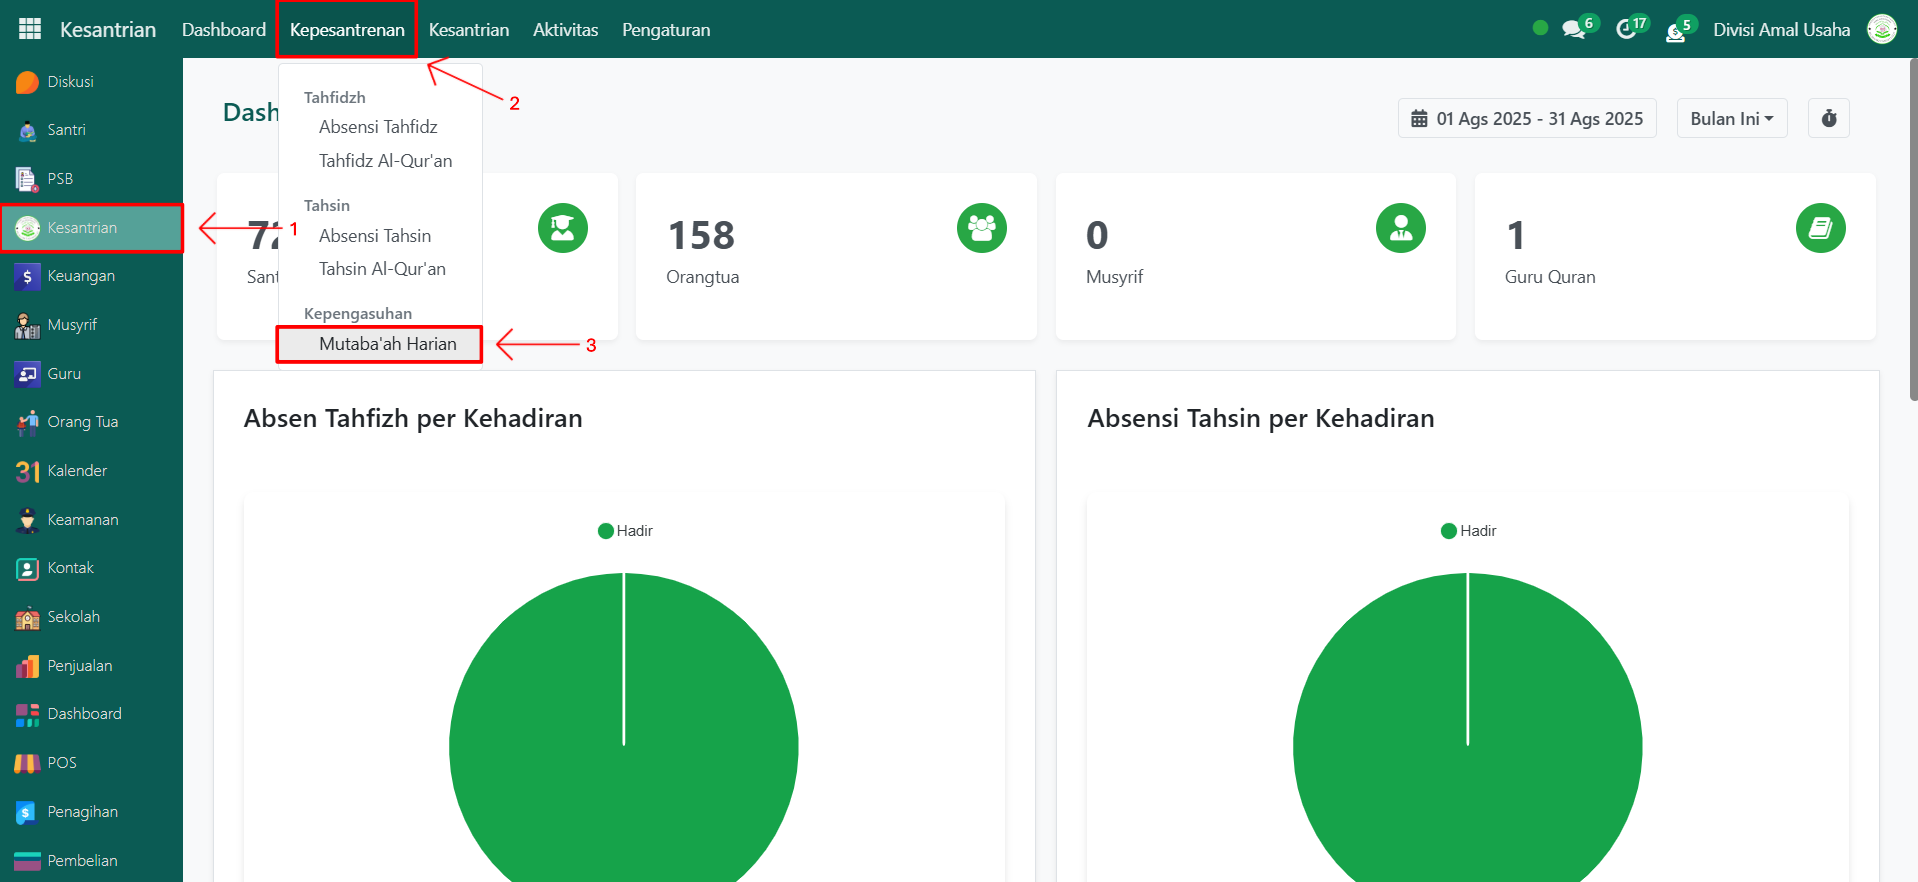 Kesantrian
Dashboard
Kepesantrenan
Kesantrian
Aktivitas
Pengaturan
6
17
5
Divisi Amal Usaha
Diskusi
Santri
PSB
Kesantrian
Keuangan
Musyrif
Guru
Orang Tua
31
Kalender
Keamanan
Kontak
Sekolah
Penjualan
Dashboard
POS
Penagihan
Pembelian
1
2
3
Tahfidzh
Absensi Tahfidz
Tahfidz Al-Qur'an
Tahsin
Absensi Tahsin
Tahsin Al-Qur'an
Kepengasuhan
Mutaba'ah Harian
Dash
01 Ags 2025 - 31 Ags 2025
Bulan Ini
72
Sant
158
Orangtua
0
Musyrif
1
Guru Quran
Absen Tahfizh per Kehadiran
Hadir
Absensi Tahsin per Kehadiran
Hadir